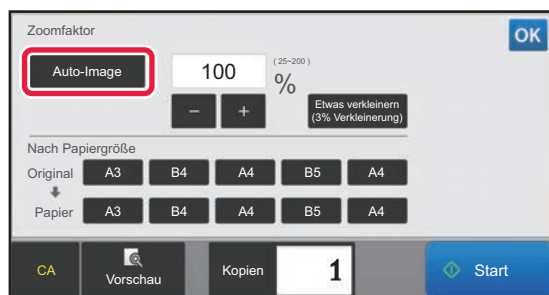 Zoomfaktor
OK
Auto-Image
100
(25~200)
%
- +
Etwas verkleinern
(3% Verkleinerung)
Nach Papiergröße
Original A3 B4 A4 B5 A4
Papier A3 B4 A4 B5 A4
CA
Vorschau
Kopien
1
Start